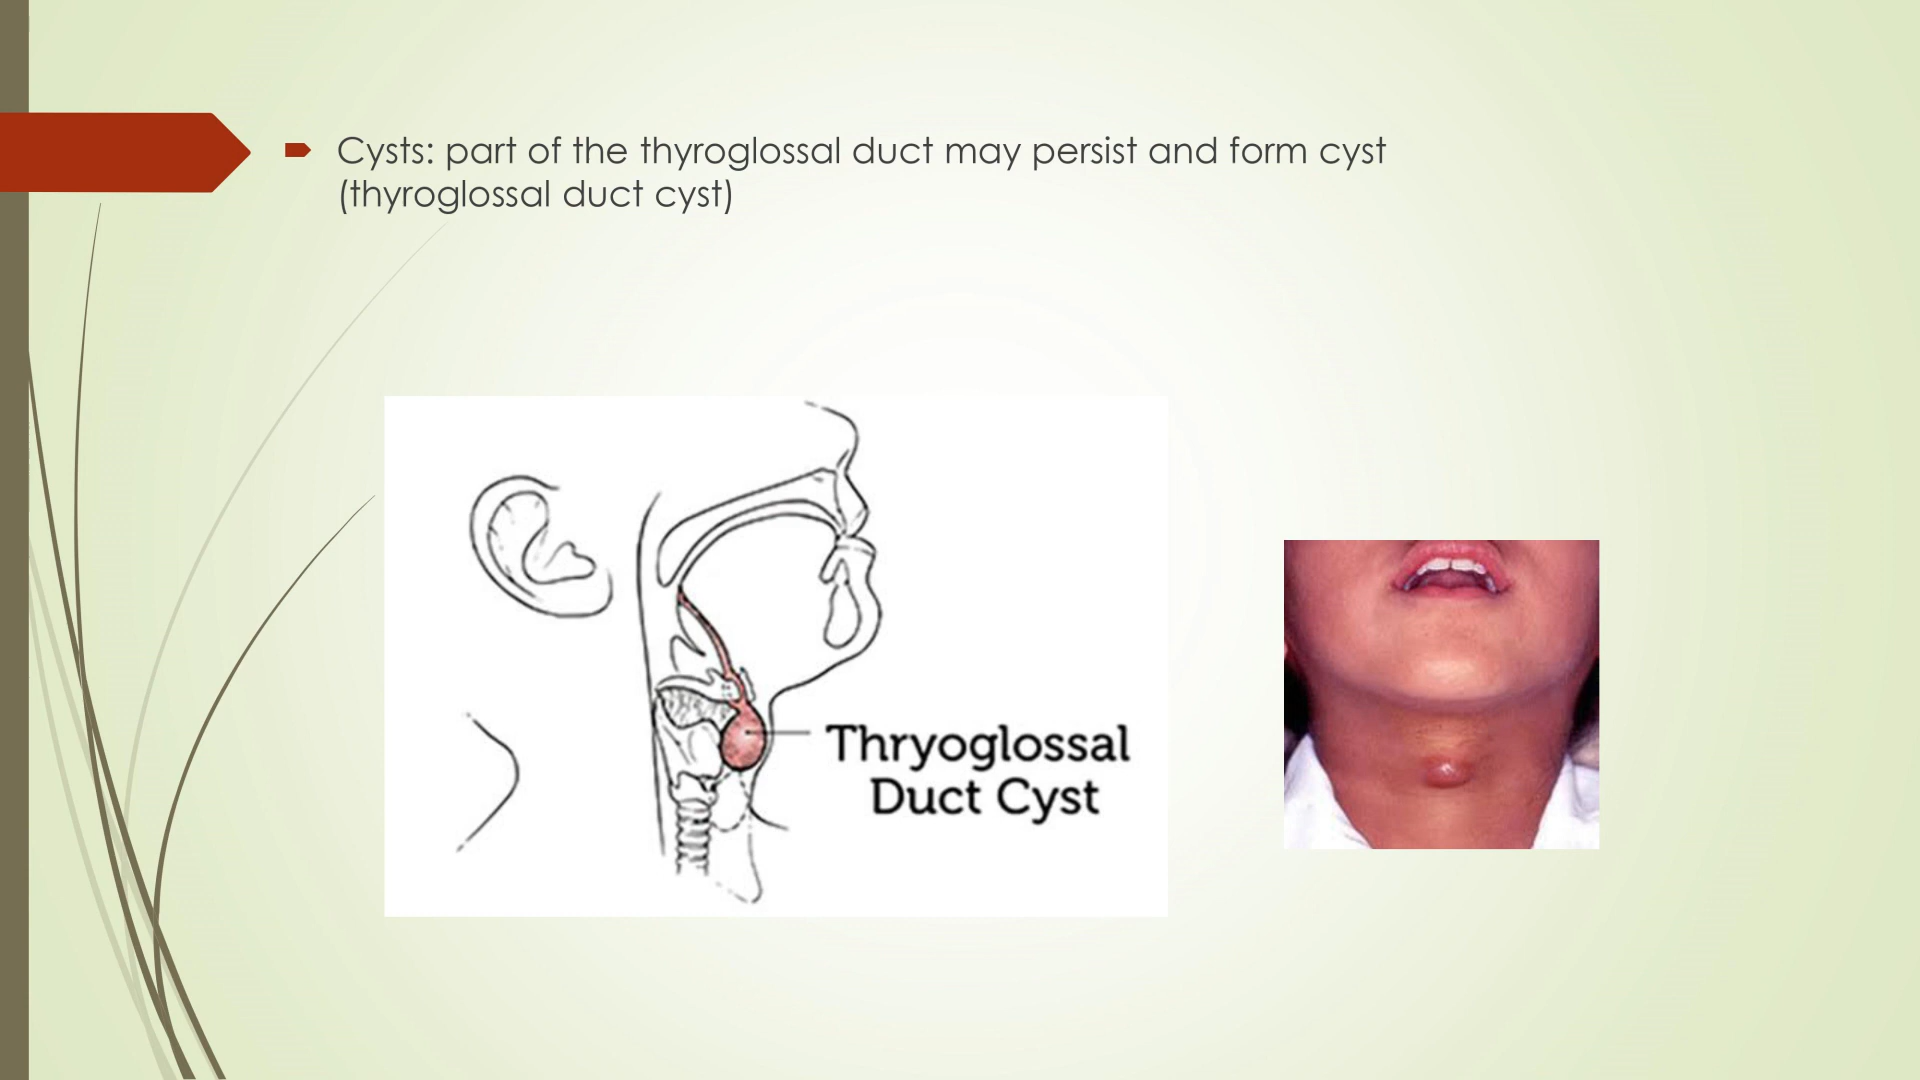 Cysts: part of the thyroglossal duct may persist and form cyst
(thyroglossal duct cyst)
Thryoglossal
Duct Cyst